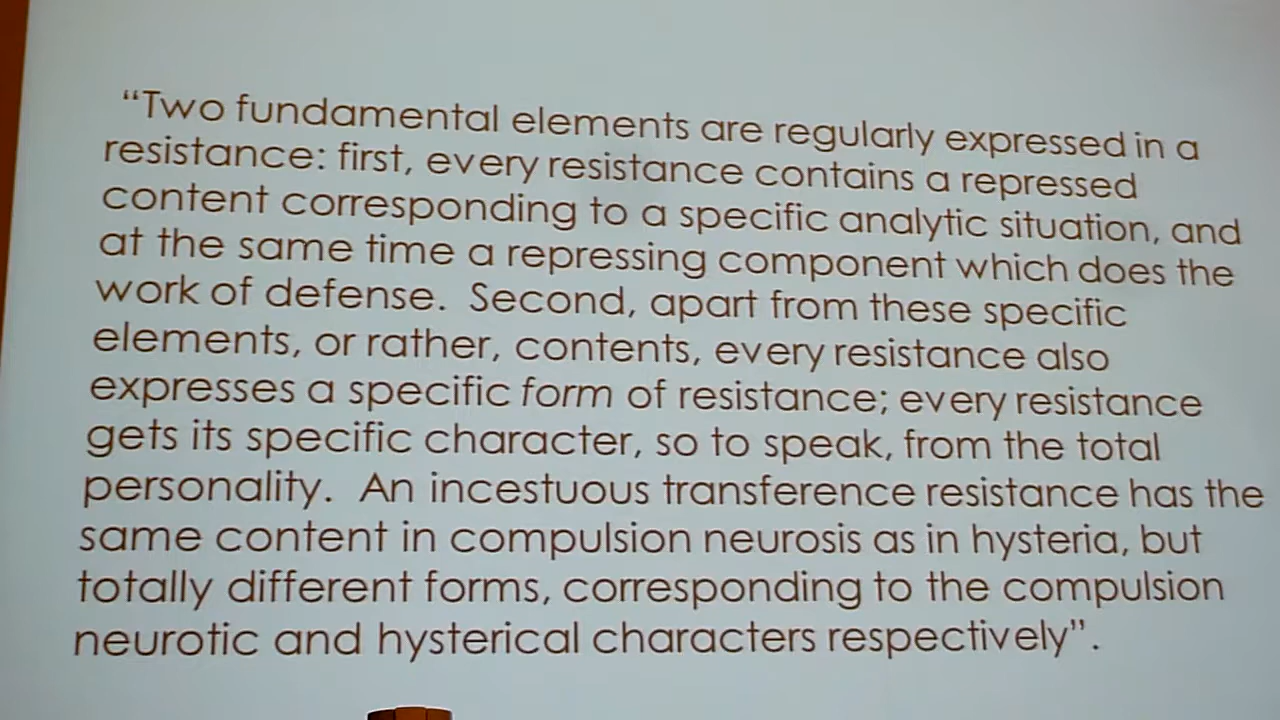 “Two fundamental elements are regularly expressed in a
resistance: first, every resistance contains a repressed
content corresponding to a specific analytic situation, and
at the same time a repressing component which does the
work of defense.  Second, apart from these specific
elements, or rather, contents, every resistance also
expresses a specific form of resistance; every resistance
gets its specific character, so to speak, from the total
personality.  An incestuous transference resistance has the
same content in compulsion neurosis as in hysteria, but
totally different forms, corresponding to the compulsion
neurotic and hysterical characters respectively”.